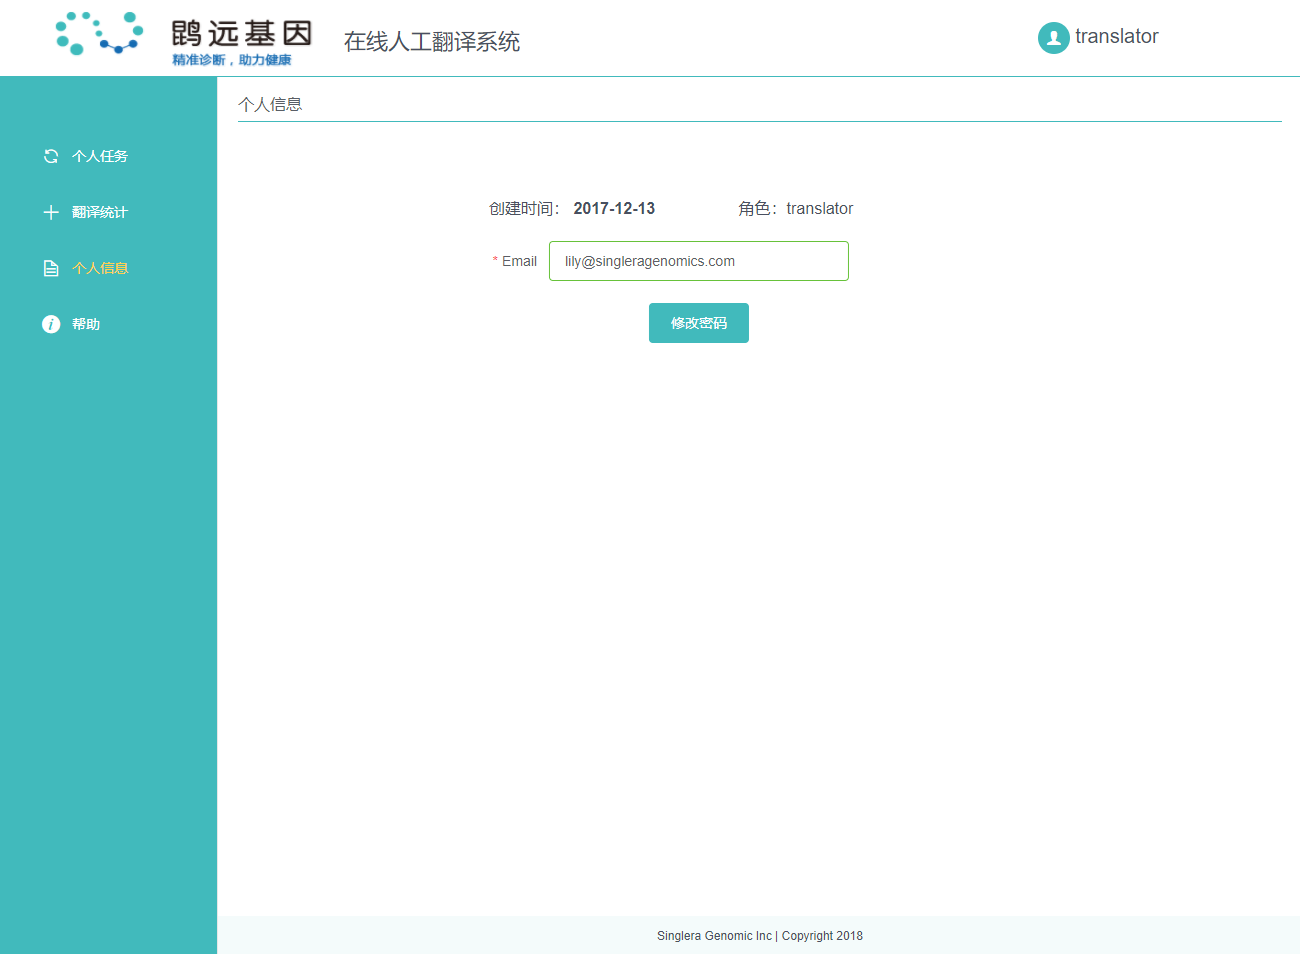 鹍远基因
精准诊断，助力健康
在线人工翻译系统
translator
个人任务
翻译统计
个人信息
帮助
个人信息
创建时间： 2017-12-13 角色：translator
* Email lily@singleragenomics.com
修改密码
Singlera Genomic Inc | Copyright 2018